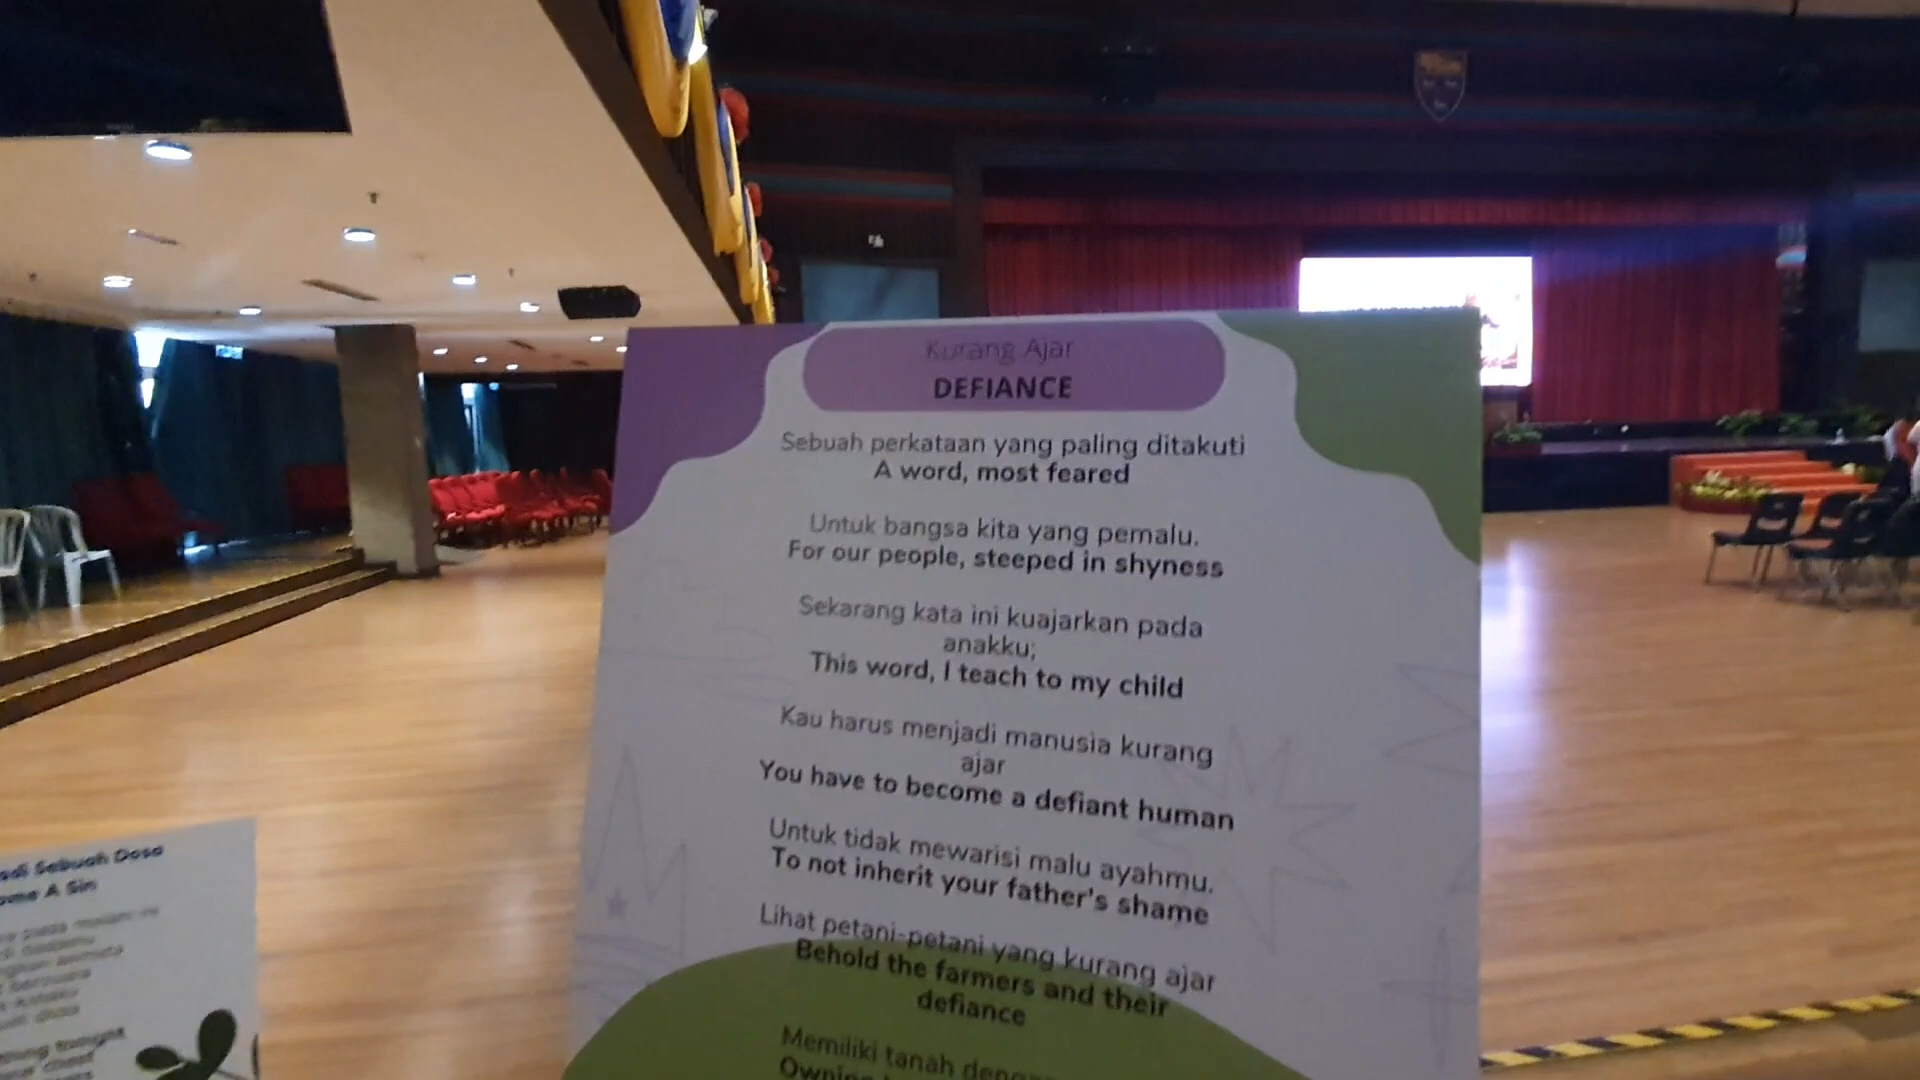 Kurang Ajar
DEFIANCE
Sebuah perkataan yang paling ditakuti
A word, most feared
Untuk bangsa kita yang pemalu.
For our people, steeped in shyness
Sekarang kata ini kuajarkan pada
anakku;
This word, I teach to my child
Kau harus menjadi manusia kurang
ajar
You have to become a defiant human
Untuk tidak mewarisi malu ayahmu.
To not inherit your father's shame
Lihat petani-petani yang kurang ajar
Behold the farmers and their
defiance
Memiliki tanah
Sebuah Dosa
A Sin